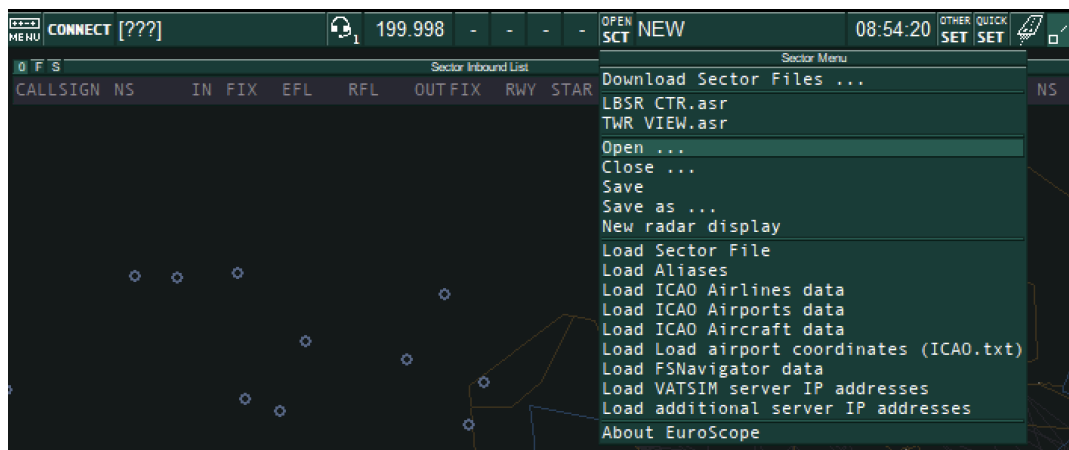 MENU CONNECT [???] 1 199.998 - - - - OPEN SCT NEW 08:54:20 OTHER SET QUICK SET
Sector Menu
O F S Sector Inbound List
CALLSIGN NS IN FIX EFL RFL OUTFIX RWY STAR NS
Download Sector Files ...
LBSR CTR.asr
TWR VIEW.asr
Open ...
Close ...
Save
Save as ...
New radar display
Load Sector File
Load Aliases
Load ICAO Airlines data
Load ICAO Airports data
Load ICAO Aircraft data
Load Load airport coordinates (ICAO.txt)
Load FSNavigator data
Load VATSIM server IP addresses
Load additional server IP addresses
About EuroScope